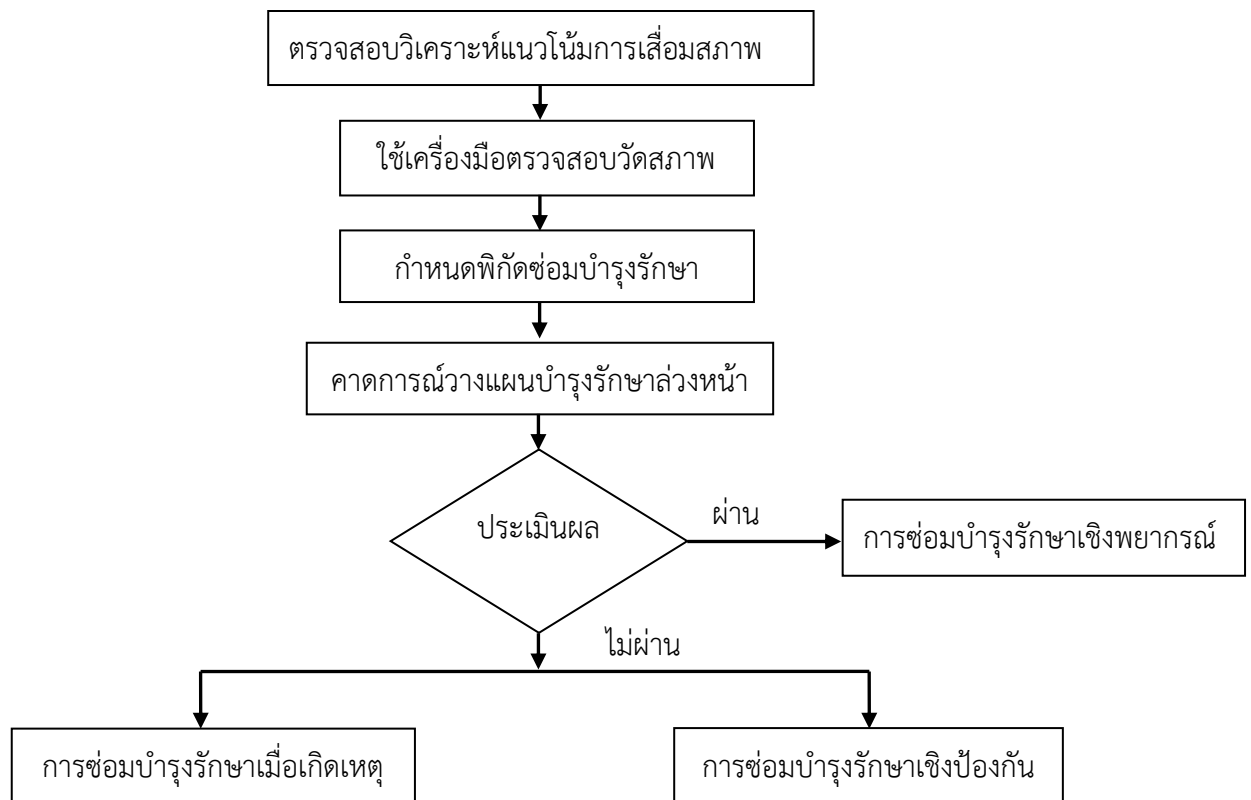 ตรวจสอบวิเคราะห์แนวโน้มการเสื่อมสภาพ
ใช้เครื่องมือตรวจสอบวัดสภาพ
กำหนดพิกัดซ่อมบำรุงรักษา
คาดการณ์วางแผนบำรุงรักษาล่วงหน้า
ประเมินผล
ผ่าน
การซ่อมบำรุงรักษาเชิงพยากรณ์
ไม่ผ่าน
การซ่อมบำรุงรักษาเมื่อเกิดเหตุ
การซ่อมบำรุงรักษาเชิงป้องกัน